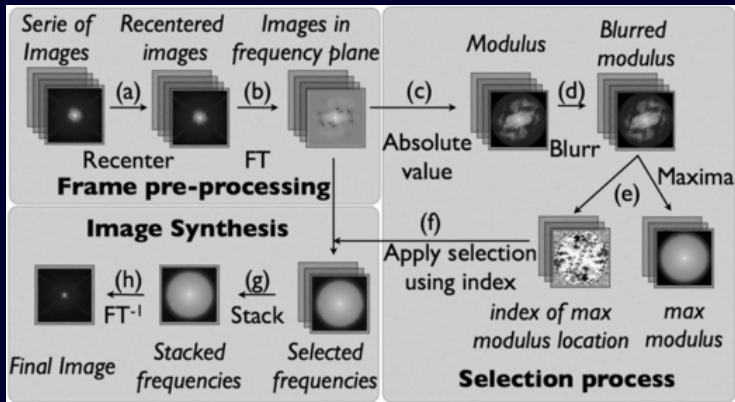 Serie of
Images
Recentered
images
Images in
frequency plane
(a)
(b)
Recenter
FT
Frame pre-processing
Modulus
Blurred
modulus
(c)
(d)
Absolute
value
Blurr
Maxima
(e)
(f)
Apply selection
using index
index of max
modulus location
max
modulus
Selection process
Image Synthesis
(h)
(g)
FT-1
Stack
Final Image
Stacked
frequencies
Selected
frequencies